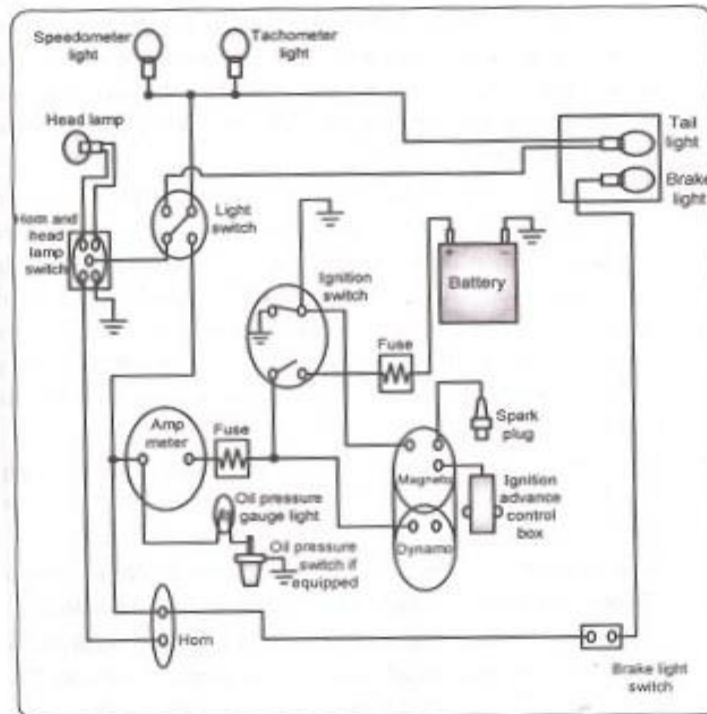 Speedometer
light
Tachometer
light
Head lamp
Tail
light
Brake
light
Horn and
head
lamp
switch
Light
switch
Ignition
switch
+
-
Battery
Fuse
Amp
meter
Fuse
Spark
plug
Magneto
Ignition
advance
control
box
Oil pressure
gauge light
Dynamo
Oil pressure
switch if
equipped
Horn
Brake light
switch